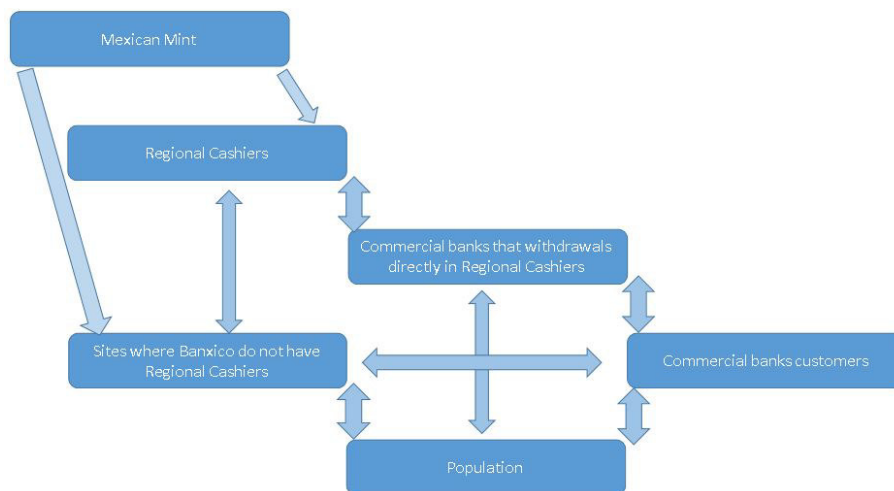 Mexican Mint
Regional Cashiers
Commercial banks that withdrawals
directly in Regional Cashiers
Sites where Banxico do not have
Regional Cashiers
Commercial banks customers
Population